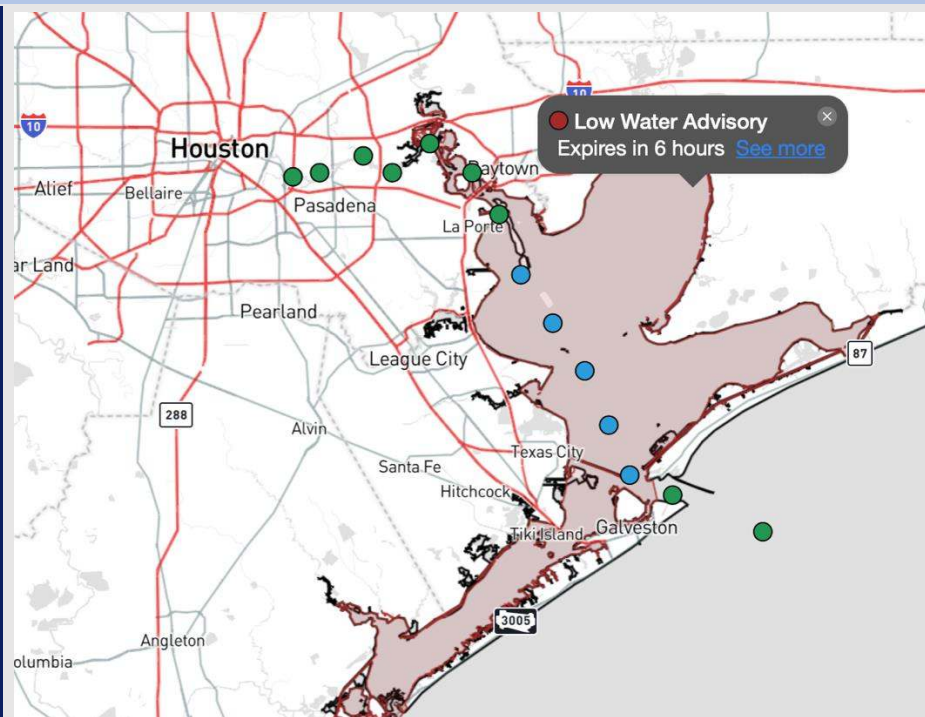 10
Low Water Advisory
×
Expires in 6 hours See more
10
Houston
Baytown
Alief
Bellaire
Pasadena
La Porte
ar Land
Pearland
League City
87
288
Alvin
Texas City
Santa Fe
Hitchcock
Tiki Island
Galveston
3005
Angleton
olumbia